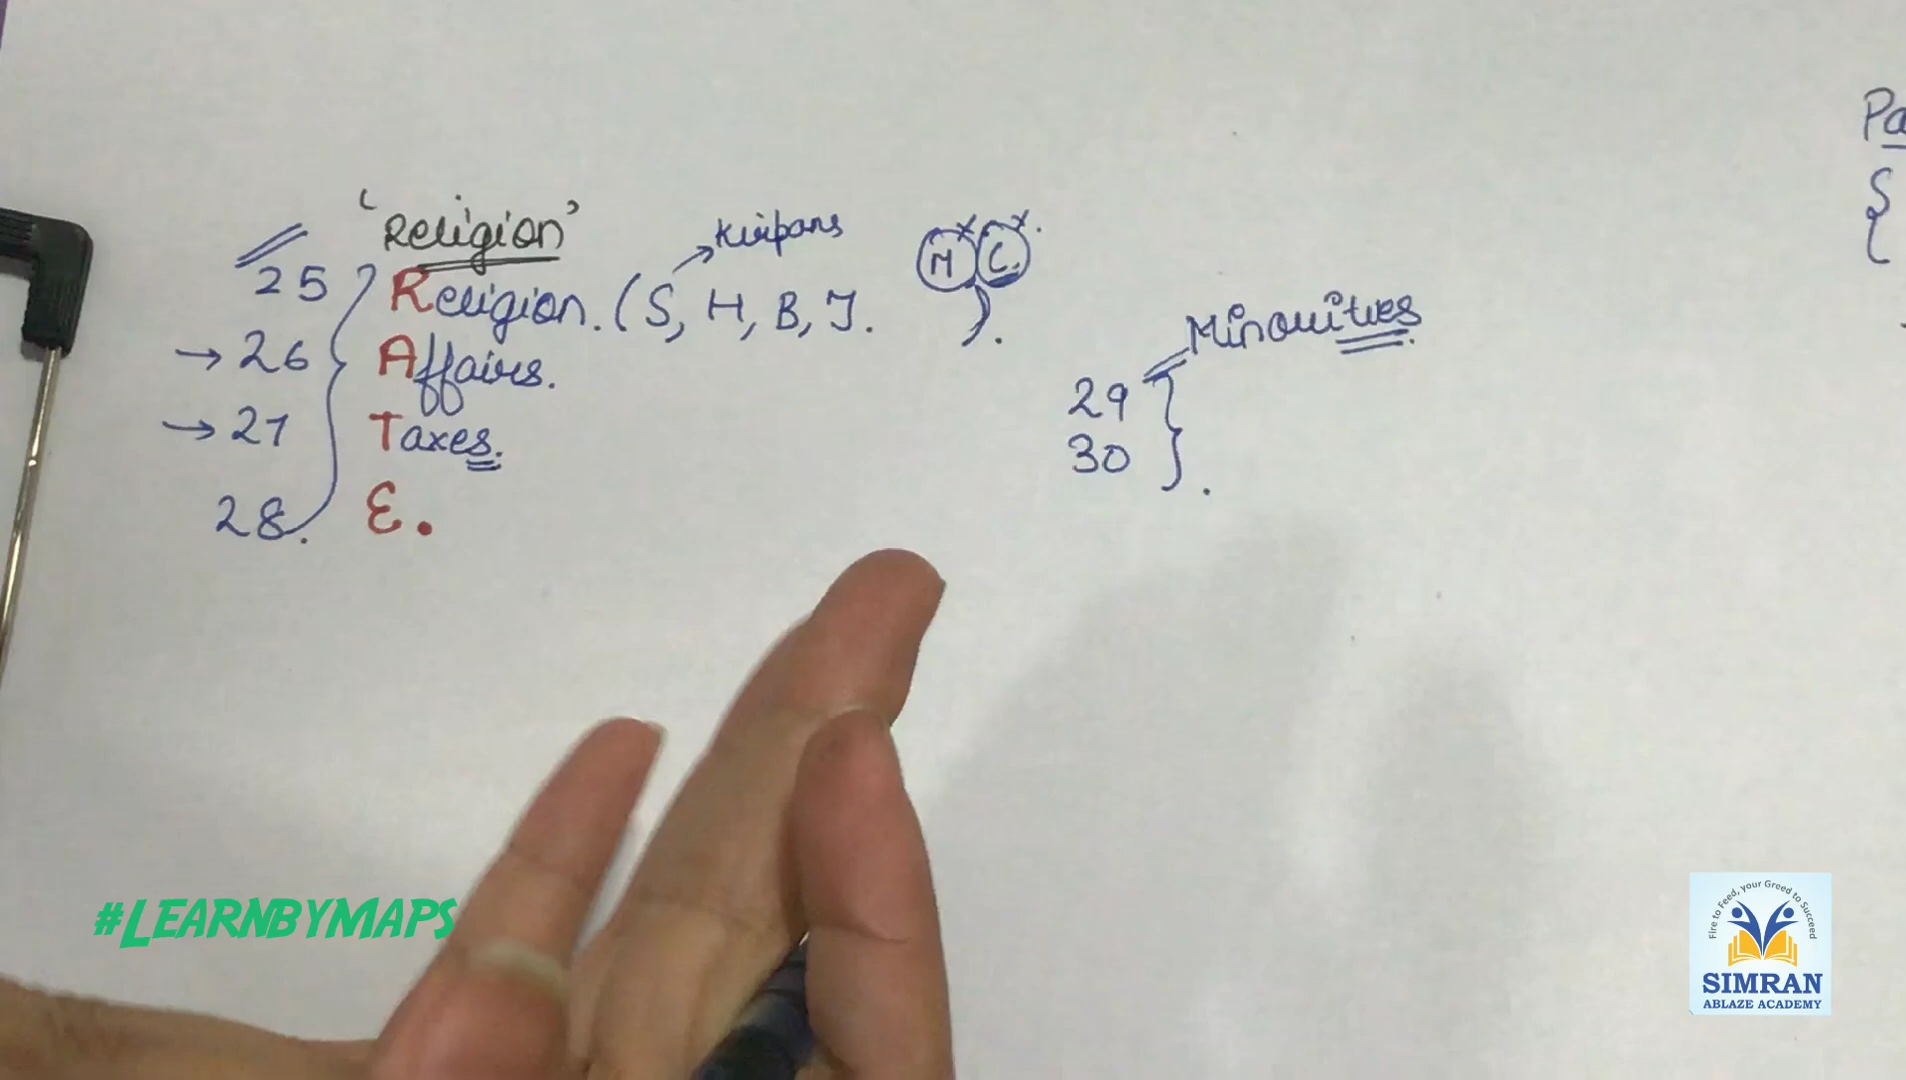 'Religion'
25 Religion. (S, H, B, J. M C ).
Kirpans
→ 26 Affairs.
→ 27 Taxes.
28. E.
Minorities
29
30
Pa
#LEARNBYMAPS
Fire to Feed, your Greed to Succeed
SIMRAN
ABLAZE ACADEMY